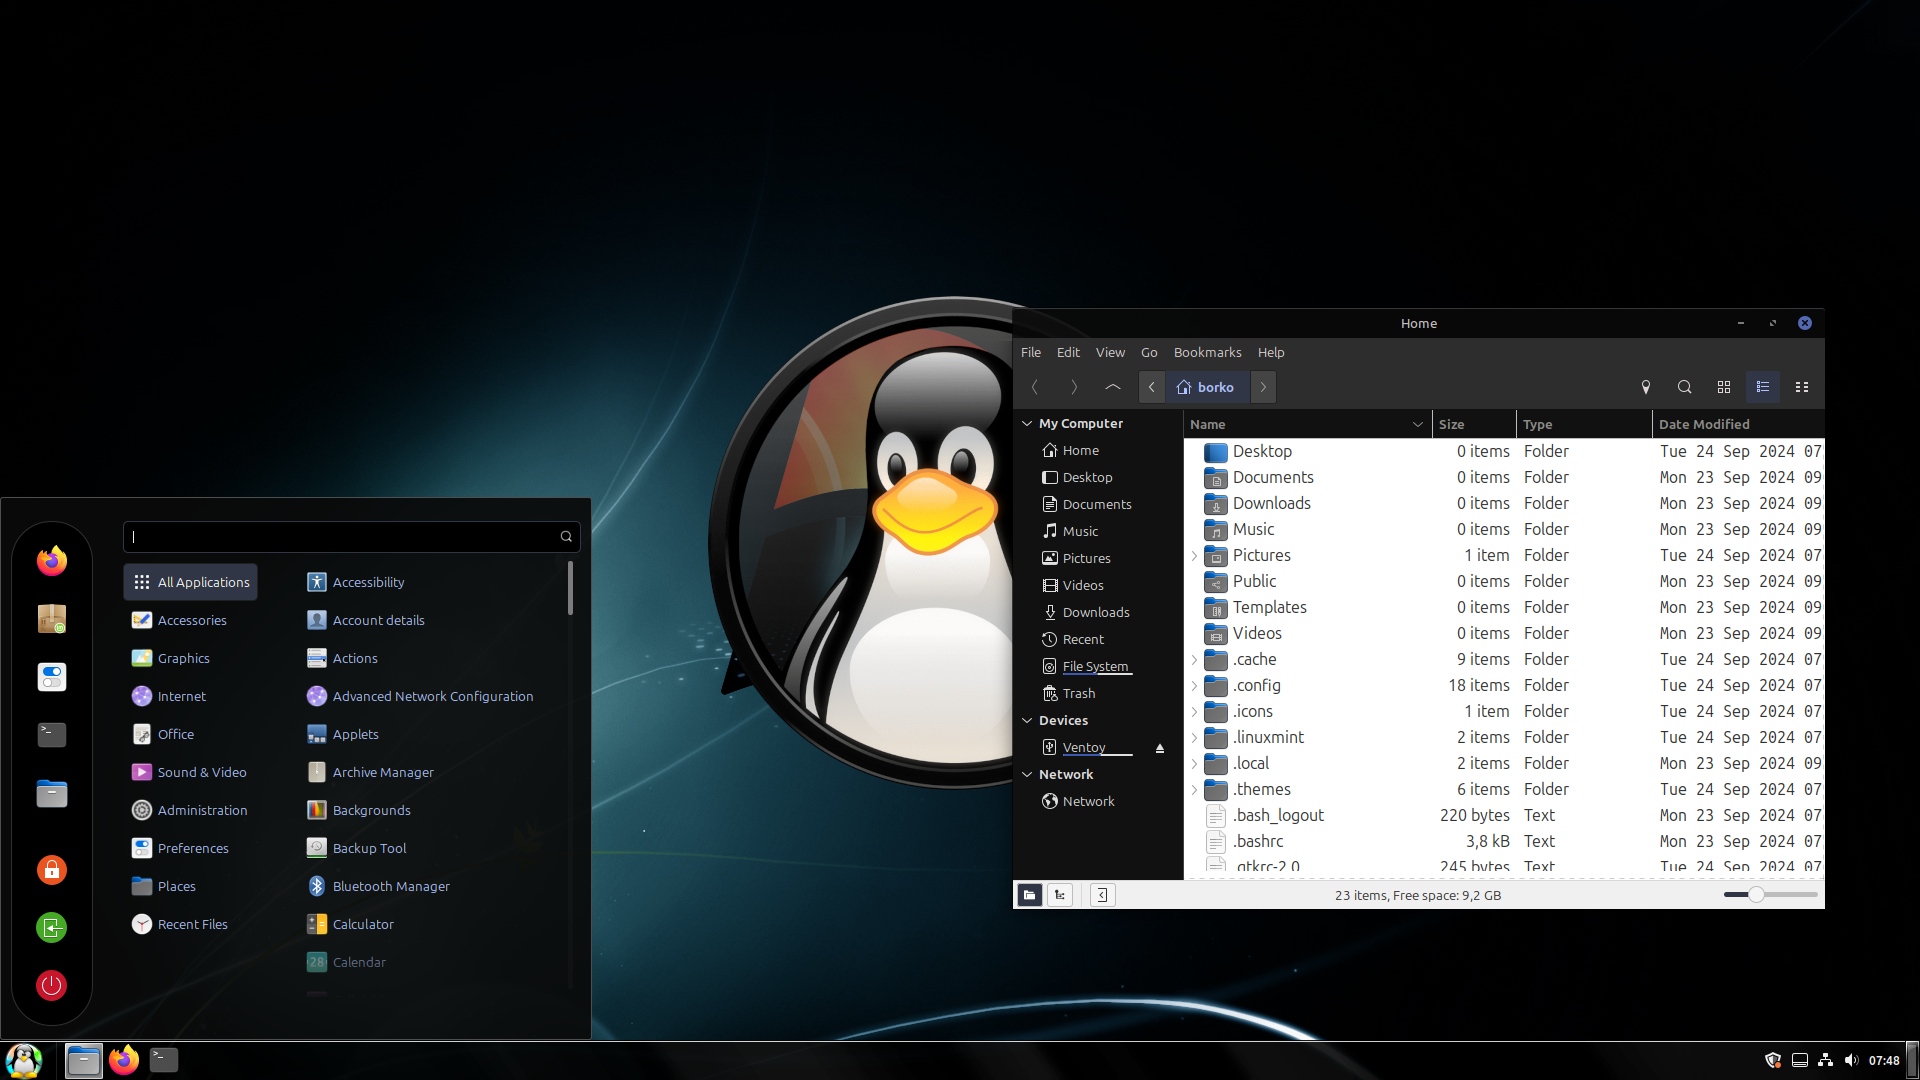 Home
File Edit View Go Bookmarks Help
borko
My Computer
Home
Desktop
Documents
Music
Pictures
Videos
Downloads
Recent
File System
Trash
Devices
Ventoy
Network
Network
Name Size Type Date Modified
Desktop 0 items Folder Tue 24 Sep 2024 07
Documents 0 items Folder Mon 23 Sep 2024 09
Downloads 0 items Folder Mon 23 Sep 2024 09
Music 0 items Folder Mon 23 Sep 2024 09
Pictures 1 item Folder Tue 24 Sep 2024 07
Public 0 items Folder Mon 23 Sep 2024 09
Templates 0 items Folder Mon 23 Sep 2024 09
Videos 0 items Folder Mon 23 Sep 2024 09
.cache 9 items Folder Tue 24 Sep 2024 07
.config 18 items Folder Tue 24 Sep 2024 07
.icons 1 item Folder Tue 24 Sep 2024 07
.linuxmint 2 items Folder Mon 23 Sep 2024 07
.local 2 items Folder Mon 23 Sep 2024 09
.themes 6 items Folder Tue 24 Sep 2024 07
.bash_logout 220 bytes Text Mon 23 Sep 2024 07
.bashrc 3,8 kB Text Mon 23 Sep 2024 07
.gtkrc-2.0 245 bytes Text Tue 24 Sep 2024 07
23 items, Free space: 9,2 GB
All Applications
Accessories
Graphics
Internet
Office
Sound & Video
Administration
Preferences
Places
Recent Files
Accessibility
Account details
Actions
Advanced Network Configuration
Applets
Archive Manager
Backgrounds
Backup Tool
Bluetooth Manager
Calculator
28
Calendar
07:48